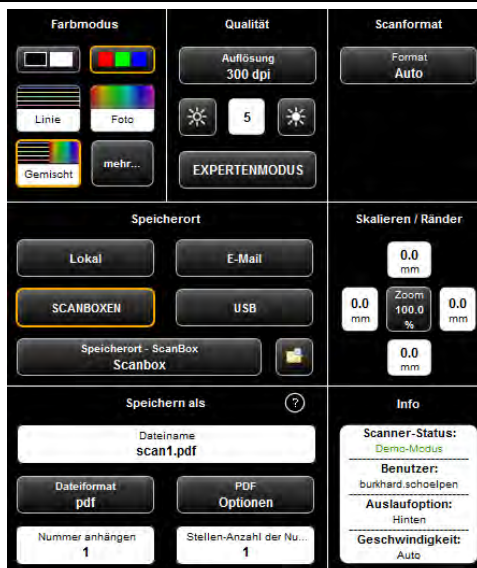 Farbmodus
Linie
Foto
Gemischt
mehr...
Qualität
Auflösung
300 dpi
5
EXPERTENMODUS
Scanformat
Format
Auto
Speicherort
Lokal
E-Mail
SCANBOXEN
USB
Speicherort - ScanBox
Scanbox
Skalieren / Ränder
0.0
mm
0.0
mm
Zoom
100.0
%
0.0
mm
0.0
mm
Speichern als
?
Dateiname
scan1.pdf
Dateiformat
pdf
PDF
Optionen
Nummer anhängen
1
Stellen-Anzahl der Nu...
1
Info
Scanner-Status:
Demo-Modus
Benutzer:
burkhard.schoelpen
Auslaufoption:
Hinten
Geschwindigkeit:
Auto